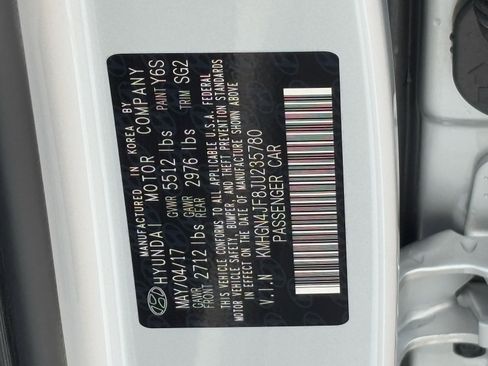 MANUFACTURED IN KOREA BY
HYUNDAI MOTOR COMPANY
MAY/04/17 GVWR 5512 lbs PAINT Y6S
GAWR FRONT 2712 lbs GAWR REAR 2976 lbs TRIM SG2
THIS VEHICLE CONFORMS TO ALL APPLICABLE U.S.A. FEDERAL
MOTOR VEHICLE SAFETY, BUMPER, AND THEFT PREVENTION STANDARDS
IN EFFECT ON THE DATE OF MANUFACTURE SHOWN ABOVE
V.I.N KMHGN4JF8JU235780
PASSENGER CAR